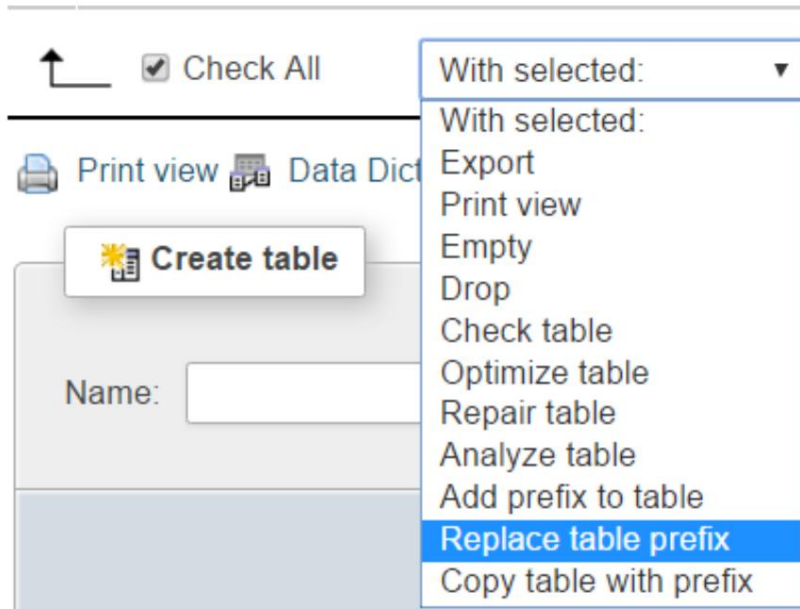 Check All
With selected:
With selected:
Export
Print view
Empty
Drop
Check table
Optimize table
Repair table
Analyze table
Add prefix to table
Replace table prefix
Copy table with prefix
Print view Data Dict
Create table
Name: